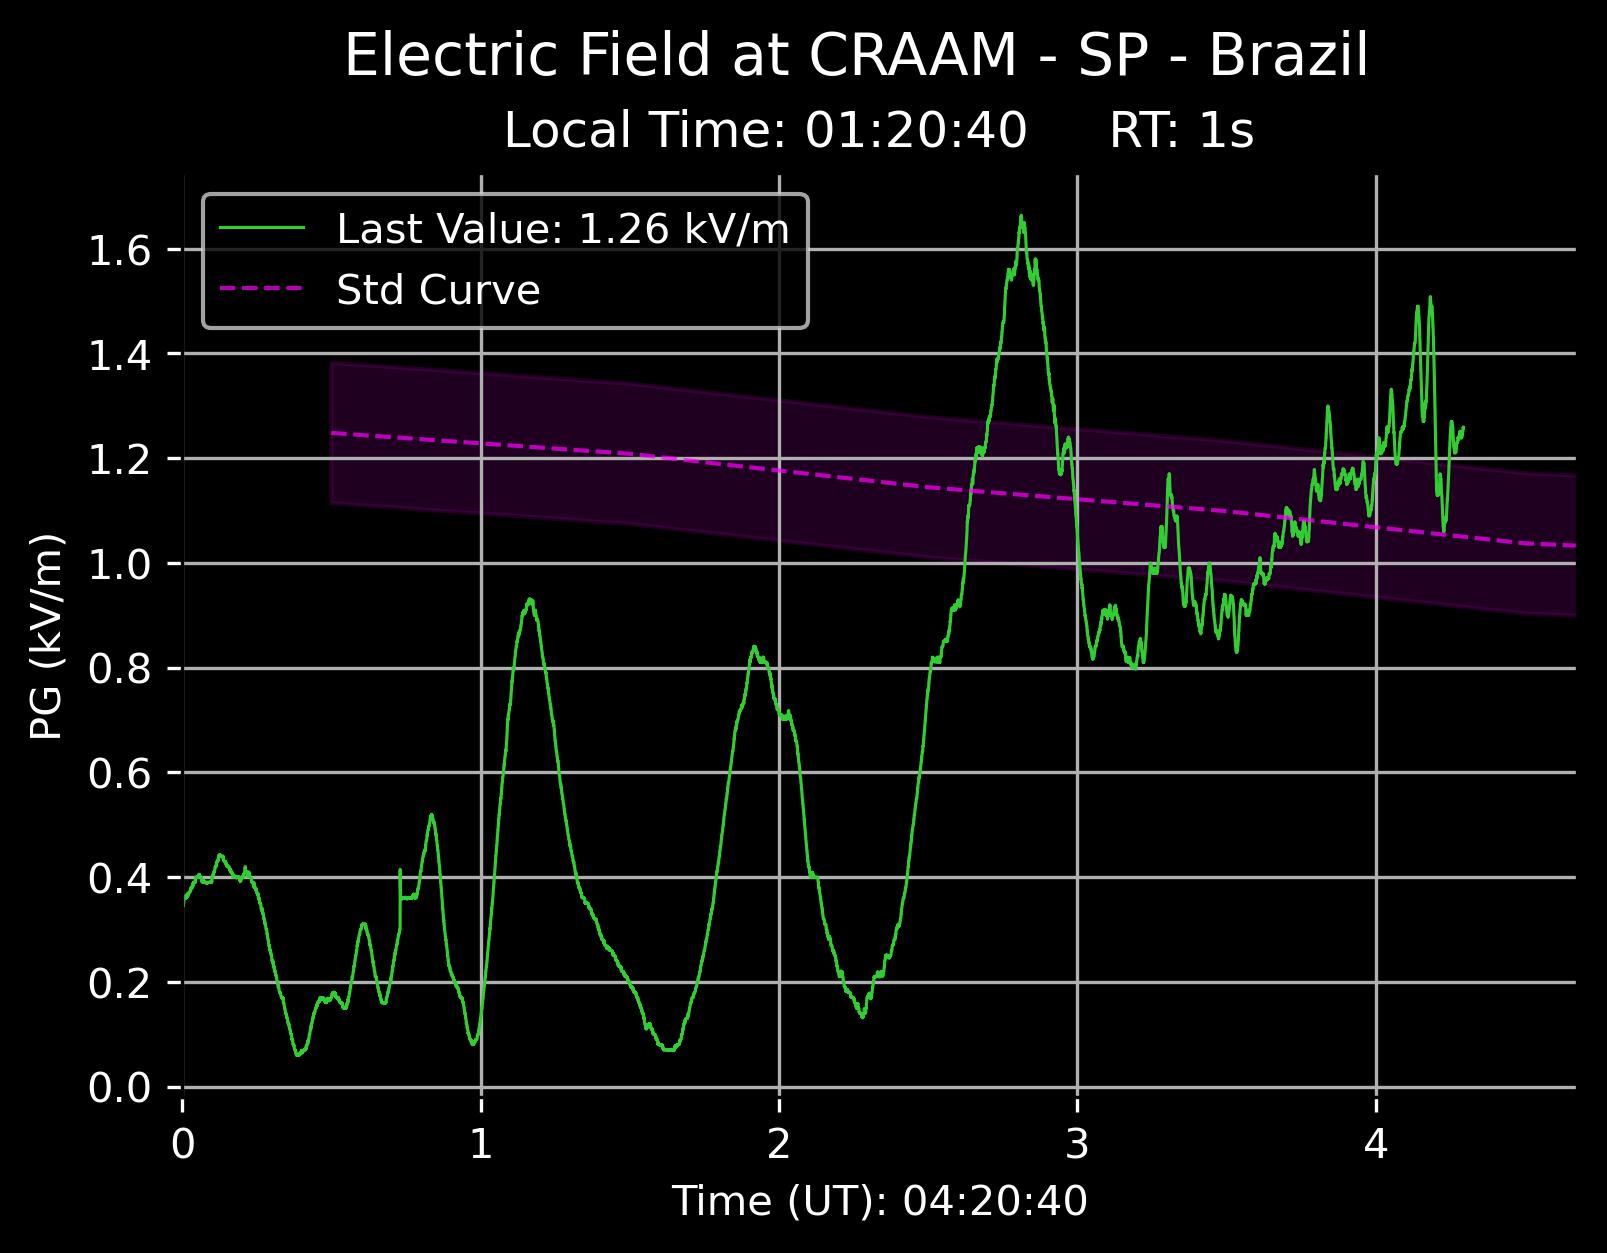 Electric Field at CRAAM - SP - Brazil
Local Time: 01:20:40 RT: 1s
Last Value: 1.26 kV/m
Std Curve
PG (kV/m)
1.6
1.4
1.2
1.0
0.8
0.6
0.4
0.2
0.0
0 1 2 3 4
Time (UT): 04:20:40